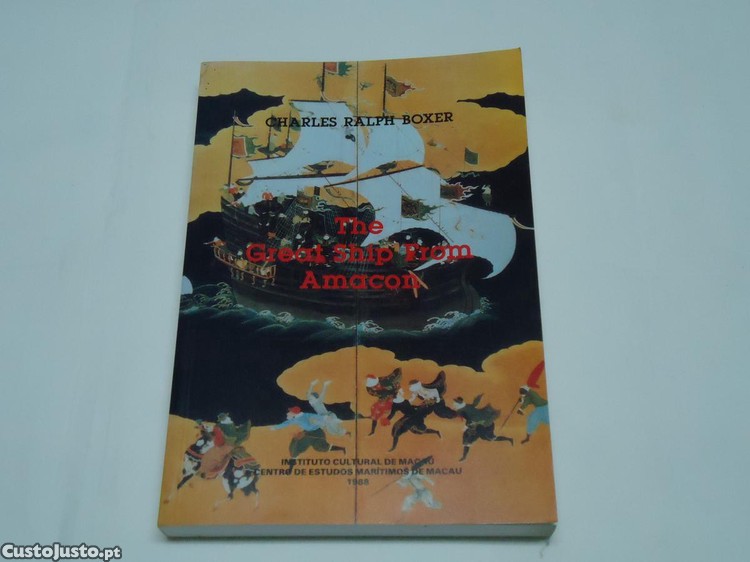 CHARLES RALPH BOXER
The
Great Ship From
Amacon
INSTITUTO CULTURAL DE MACAU
CENTRO DE ESTUDOS MARÍTIMOS DE MACAU
1988
CustoJusto.pt